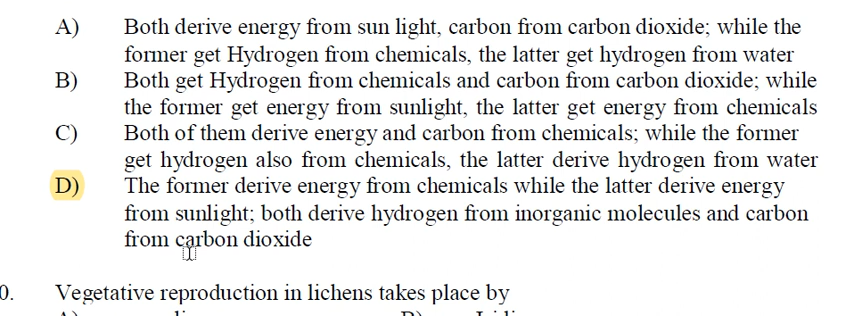 A) Both derive energy from sun light, carbon from carbon dioxide; while the
former get Hydrogen from chemicals, the latter get hydrogen from water
B) Both get Hydrogen from chemicals and carbon from carbon dioxide; while
the former get energy from sunlight, the latter get energy from chemicals
C) Both of them derive energy and carbon from chemicals; while the former
get hydrogen also from chemicals, the latter derive hydrogen from water
D) The former derive energy from chemicals while the latter derive energy
from sunlight; both derive hydrogen from inorganic molecules and carbon
from carbon dioxide
0. Vegetative reproduction in lichens takes place by